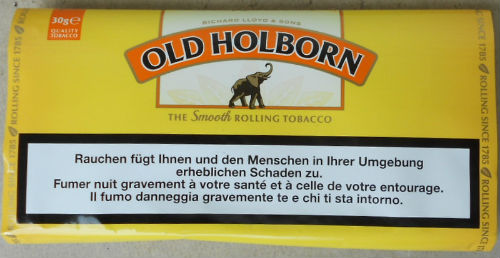 30g e
QUALITY
TOBACCO
RICHARD LLOYD & SONS
OLD HOLBORN
THE Smooth ROLLING TOBACCO
ROLLING SINCE 1785
ROLLING SINCE 1785
Rauchen fügt Ihnen und den Menschen in Ihrer Umgebung
erheblichen Schaden zu.
Fumer nuit gravement à votre santé et à celle de votre entourage.
Il fumo danneggia gravemente te e chi ti sta intorno.